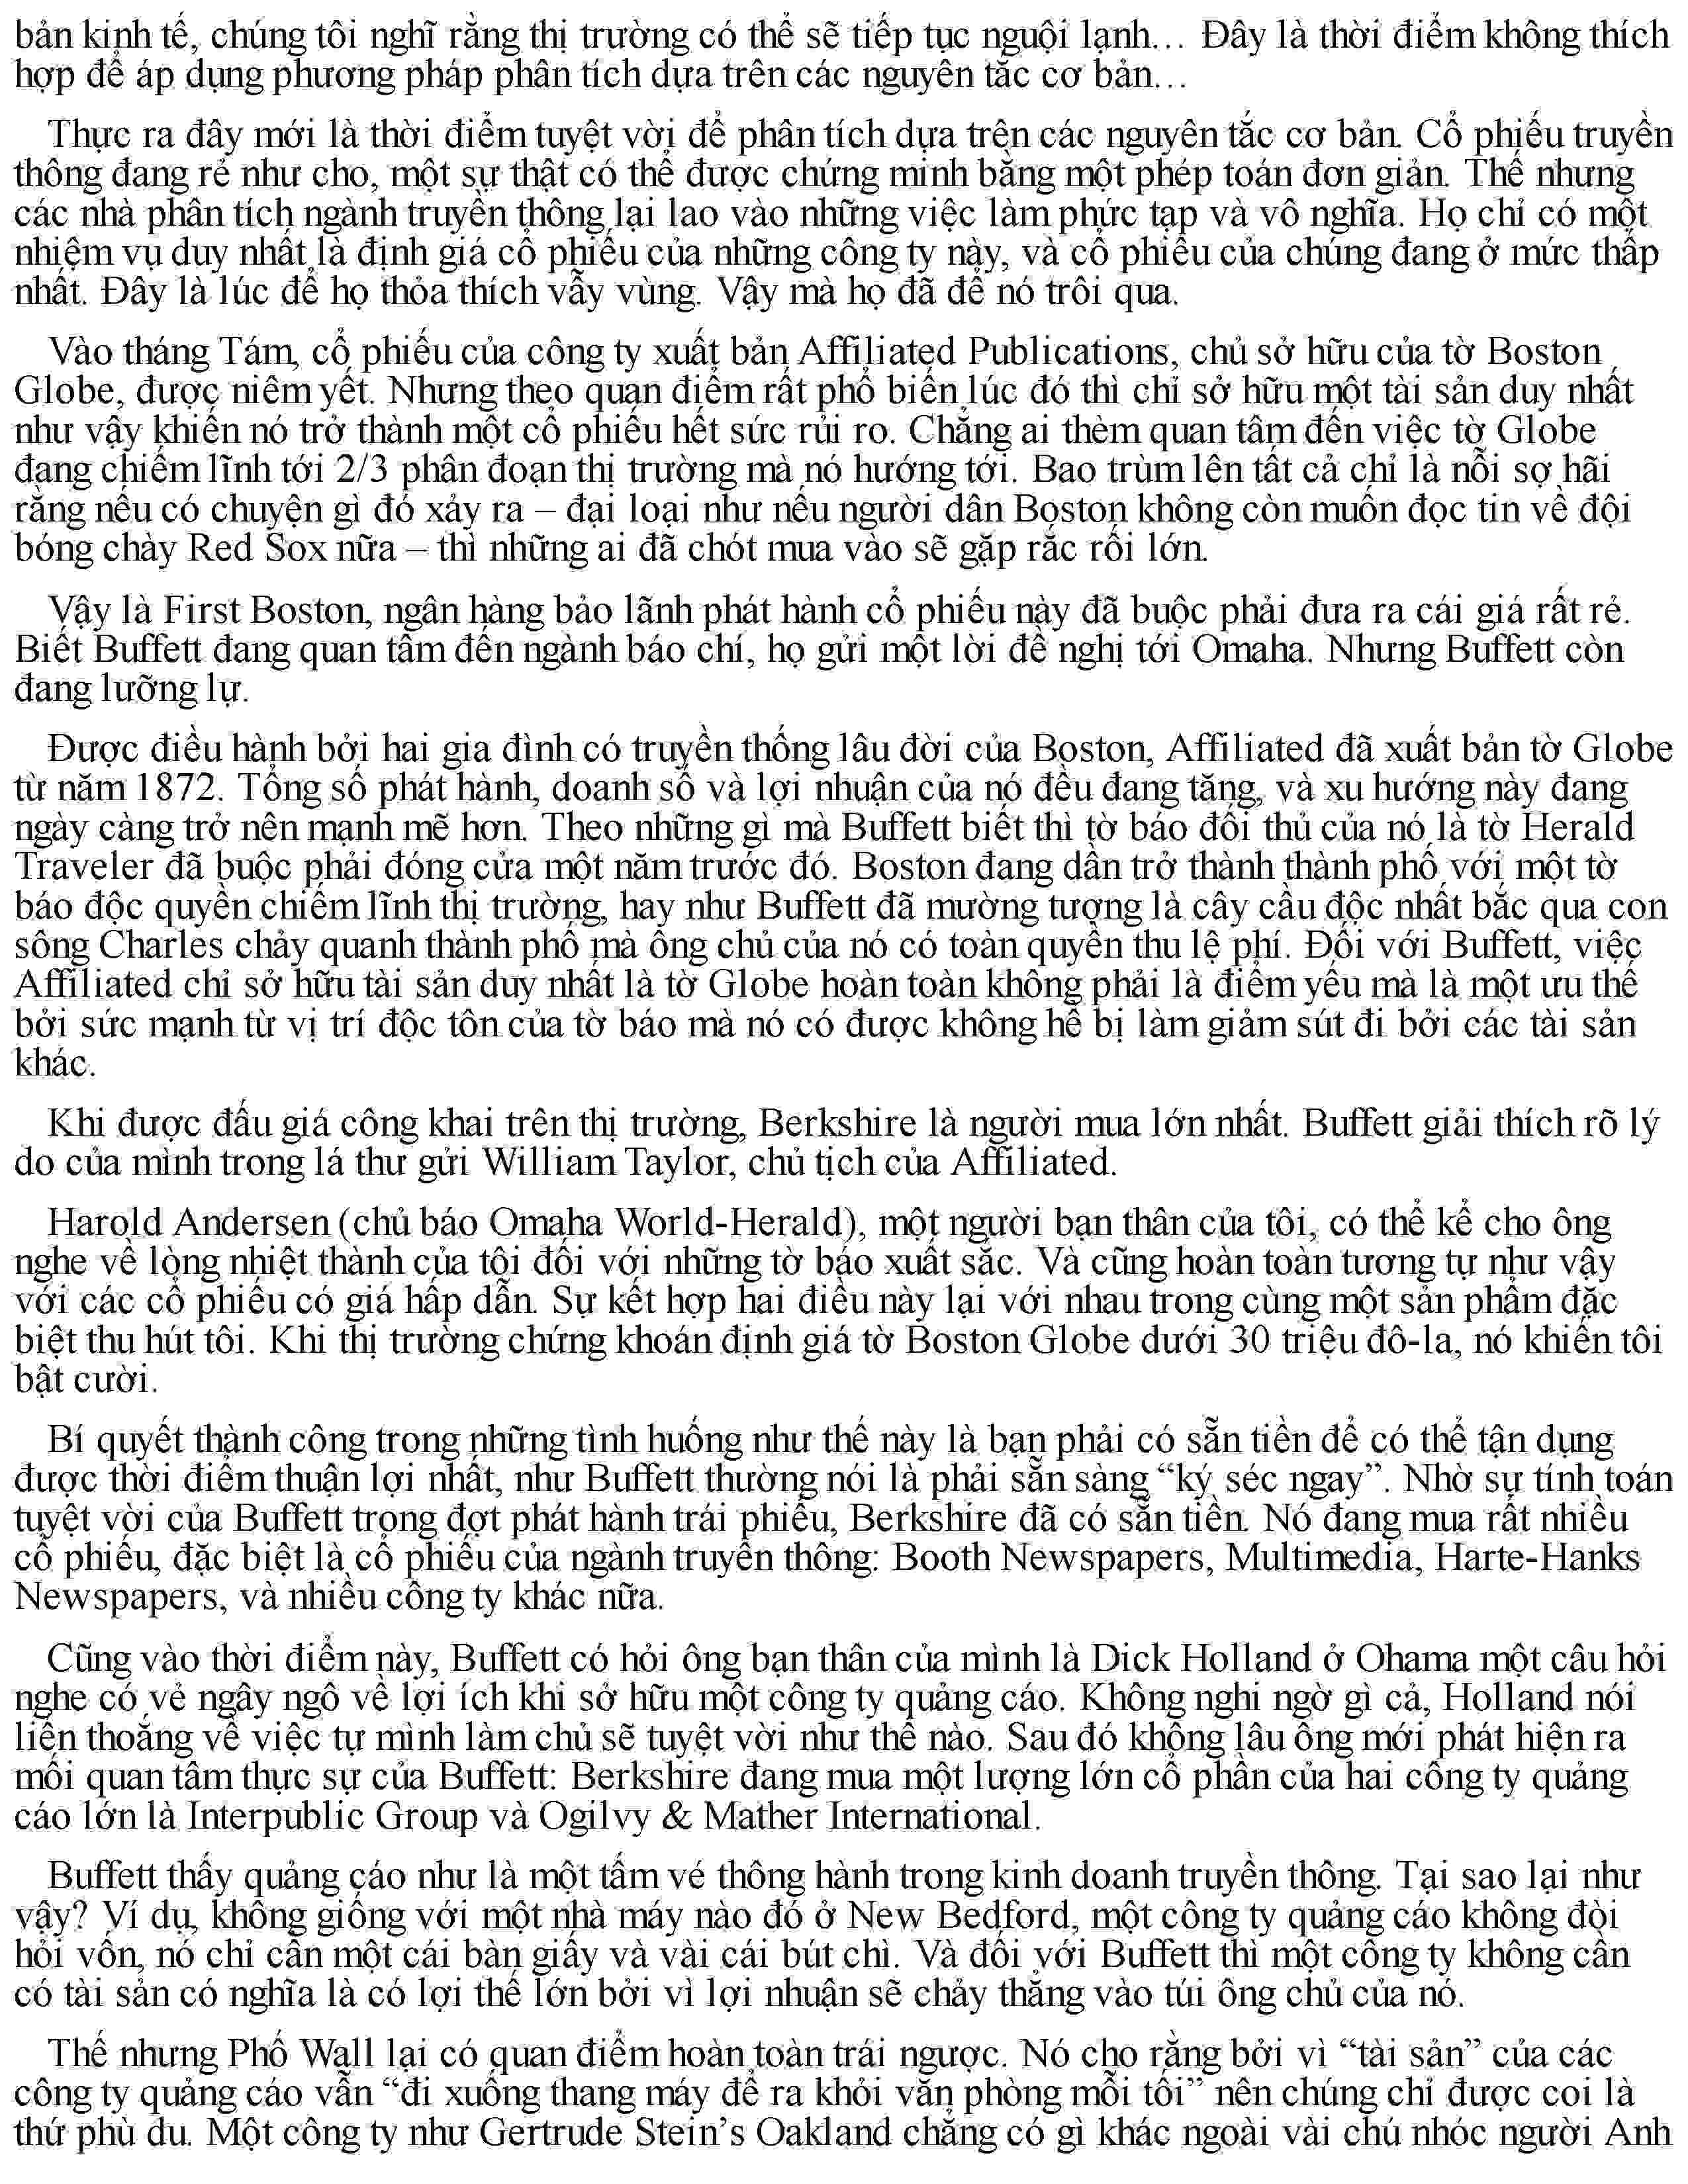 bản kinh tế, chúng tôi nghĩ rằng thị trường có thể sẽ tiếp tục nguội lạnh… Đây là thời điểm không thích
hợp để áp dụng phương pháp phân tích dựa trên các nguyên tắc cơ bản…
Thực ra đây mới là thời điểm tuyệt vời để phân tích dựa trên các nguyên tắc cơ bản. Cổ phiếu truyền
thông đang rẻ như cho, một sự thật có thể được chứng minh bằng một phép toán đơn giản. Thế nhưng
các nhà phân tích ngành truyền thông lại lao vào những việc làm phức tạp và vô nghĩa. Họ chỉ có một
nhiệm vụ duy nhất là định giá cổ phiếu của những công ty này, và cổ phiếu của chúng đang ở mức thấp
nhất. Đây là lúc để họ thỏa thích vẫy vùng. Vậy mà họ đã để nó trôi qua.
Vào tháng Tám, cổ phiếu của công ty xuất bản Affiliated Publications, chủ sở hữu của tờ Boston
Globe, được niêm yết. Nhưng theo quan điểm rất phổ biến lúc đó thì chỉ sở hữu một tài sản duy nhất
như vậy khiến nó trở thành một cổ phiếu hết sức rủi ro. Chẳng ai thèm quan tâm đến việc tờ Globe
đang chiếm lĩnh tới 2/3 phân đoạn thị trường mà nó hướng tới. Bao trùm lên tất cả chỉ là nỗi sợ hãi
rằng nếu có chuyện gì đó xảy ra – đại loại như nếu người dân Boston không còn muốn đọc tin về đội
bóng chày Red Sox nữa – thì những ai đã chót mua vào sẽ gặp rắc rối lớn.
Vậy là First Boston, ngân hàng bảo lãnh phát hành cổ phiếu này đã buộc phải đưa ra cái giá rất rẻ.
Biết Buffett đang quan tâm đến ngành báo chí, họ gửi một lời đề nghị tới Omaha. Nhưng Buffett còn
đang lưỡng lự.
Được điều hành bởi hai gia đình có truyền thống lâu đời của Boston, Affiliated đã xuất bản tờ Globe
từ năm 1872. Tổng số phát hành, doanh số và lợi nhuận của nó đều đang tăng, và xu hướng này đang
ngày càng trở nên mạnh mẽ hơn. Theo những gì mà Buffett biết thì tờ báo đối thủ của nó là tờ Herald
Traveler đã buộc phải đóng cửa một năm trước đó. Boston đang dần trở thành thành phố với một tờ
báo độc quyền chiếm lĩnh thị trường, hay như Buffett đã mường tượng là cây cầu độc nhất bắc qua con
sông Charles chảy quanh thành phố mà ông chủ của nó có toàn quyền thu lệ phí. Đối với Buffett, việc
Affiliated chỉ sở hữu tài sản duy nhất là tờ Globe hoàn toàn không phải là điểm yếu mà là một ưu thế
bởi sức mạnh từ vị trí độc tôn của tờ báo mà nó có được không hề bị làm giảm sút đi bởi các tài sản
khác.
Khi được đấu giá công khai trên thị trường, Berkshire là người mua lớn nhất. Buffett giải thích rõ lý
do của mình trong lá thư gửi William Taylor, chủ tịch của Affiliated.
Harold Andersen (chủ báo Omaha World-Herald), một người bạn thân của tôi, có thể kể cho ông
nghe về lòng nhiệt thành của tôi đối với những tờ báo xuất sắc. Và cũng hoàn toàn tương tự như vậy
với các cổ phiếu có giá hấp dẫn. Sự kết hợp hai điều này lại với nhau trong cùng một sản phẩm đặc
biệt thu hút tôi. Khi thị trường chứng khoán định giá tờ Boston Globe dưới 30 triệu đô-la, nó khiến tôi
bật cười.
Bí quyết thành công trong những tình huống như thế này là bạn phải có sẵn tiền để có thể tận dụng
được thời điểm thuận lợi nhất, như Buffett thường nói là phải sẵn sàng “ký séc ngay”. Nhờ sự tính toán
tuyệt vời của Buffett trong đợt phát hành trái phiếu, Berkshire đã có sẵn tiền. Nó đang mua rất nhiều
cổ phiếu, đặc biệt là cổ phiếu của ngành truyền thông: Booth Newspapers, Multimedia, Harte-Hanks
Newspapers, và nhiều công ty khác nữa.
Cũng vào thời điểm này, Buffett có hỏi ông bạn thân của mình là Dick Holland ở Ohama một câu hỏi
nghe có vẻ ngây ngô về lợi ích khi sở hữu một công ty quảng cáo. Không nghi ngờ gì cả, Holland nói
liến thoắng về việc tự mình làm chủ sẽ tuyệt vời như thế nào. Sau đó không lâu ông mới phát hiện ra
mối quan tâm thực sự của Buffett: Berkshire đang mua một lượng lớn cổ phần của hai công ty quảng
cáo lớn là Interpublic Group và Ogilvy & Mather International.
Buffett thấy quảng cáo như là một tấm vé thông hành trong kinh doanh truyền thông. Tại sao lại như
vậy? Ví dụ, không giống với một nhà máy nào đó ở New Bedford, một công ty quảng cáo không đòi
hỏi vốn, nó chỉ cần một cái bàn giấy và vài cái bút chì. Và đối với Buffett thì một công ty không cần
có tài sản có nghĩa là có lợi thế lớn bởi vì lợi nhuận sẽ chảy thẳng vào túi ông chủ của nó.
Thế nhưng Phố Wall lại có quan điểm hoàn toàn trái ngược. Nó cho rằng bởi vì “tài sản” của các
công ty quảng cáo vẫn “đi xuống thang máy để ra khỏi văn phòng mỗi tối” nên chúng chỉ được coi là
thứ phù du. Một công ty như Gertrude Stein’s Oakland chẳng có gì khác ngoài vài chú nhóc người Anh